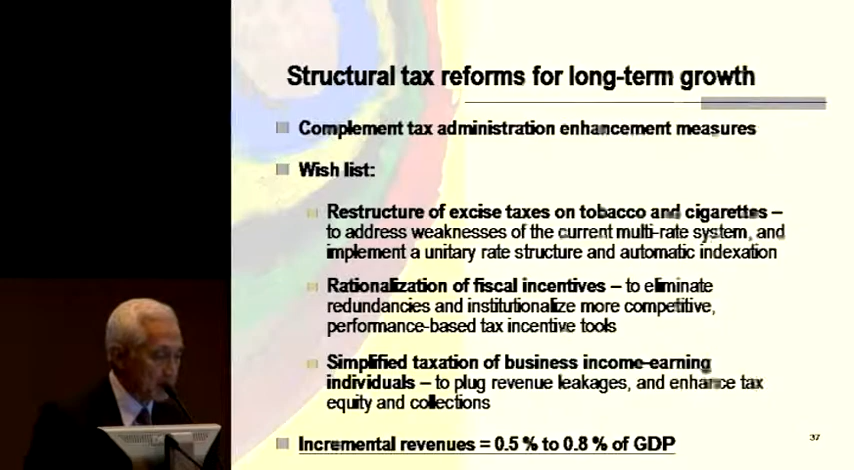 Structural tax reforms for long-term growth
Complement tax administration enhancement measures
Wish list:
Restructure of excise taxes on tobacco and cigarettes –
to address weaknesses of the current multi-rate system, and
implement a unitary rate structure and automatic indexation
Rationalization of fiscal incentives – to eliminate
redundancies and institutionalize more competitive,
performance-based tax incentive tools
Simplified taxation of business income-earning
individuals – to plug revenue leakages, and enhance tax
equity and collections
Incremental revenues = 0.5 % to 0.8 % of GDP
37